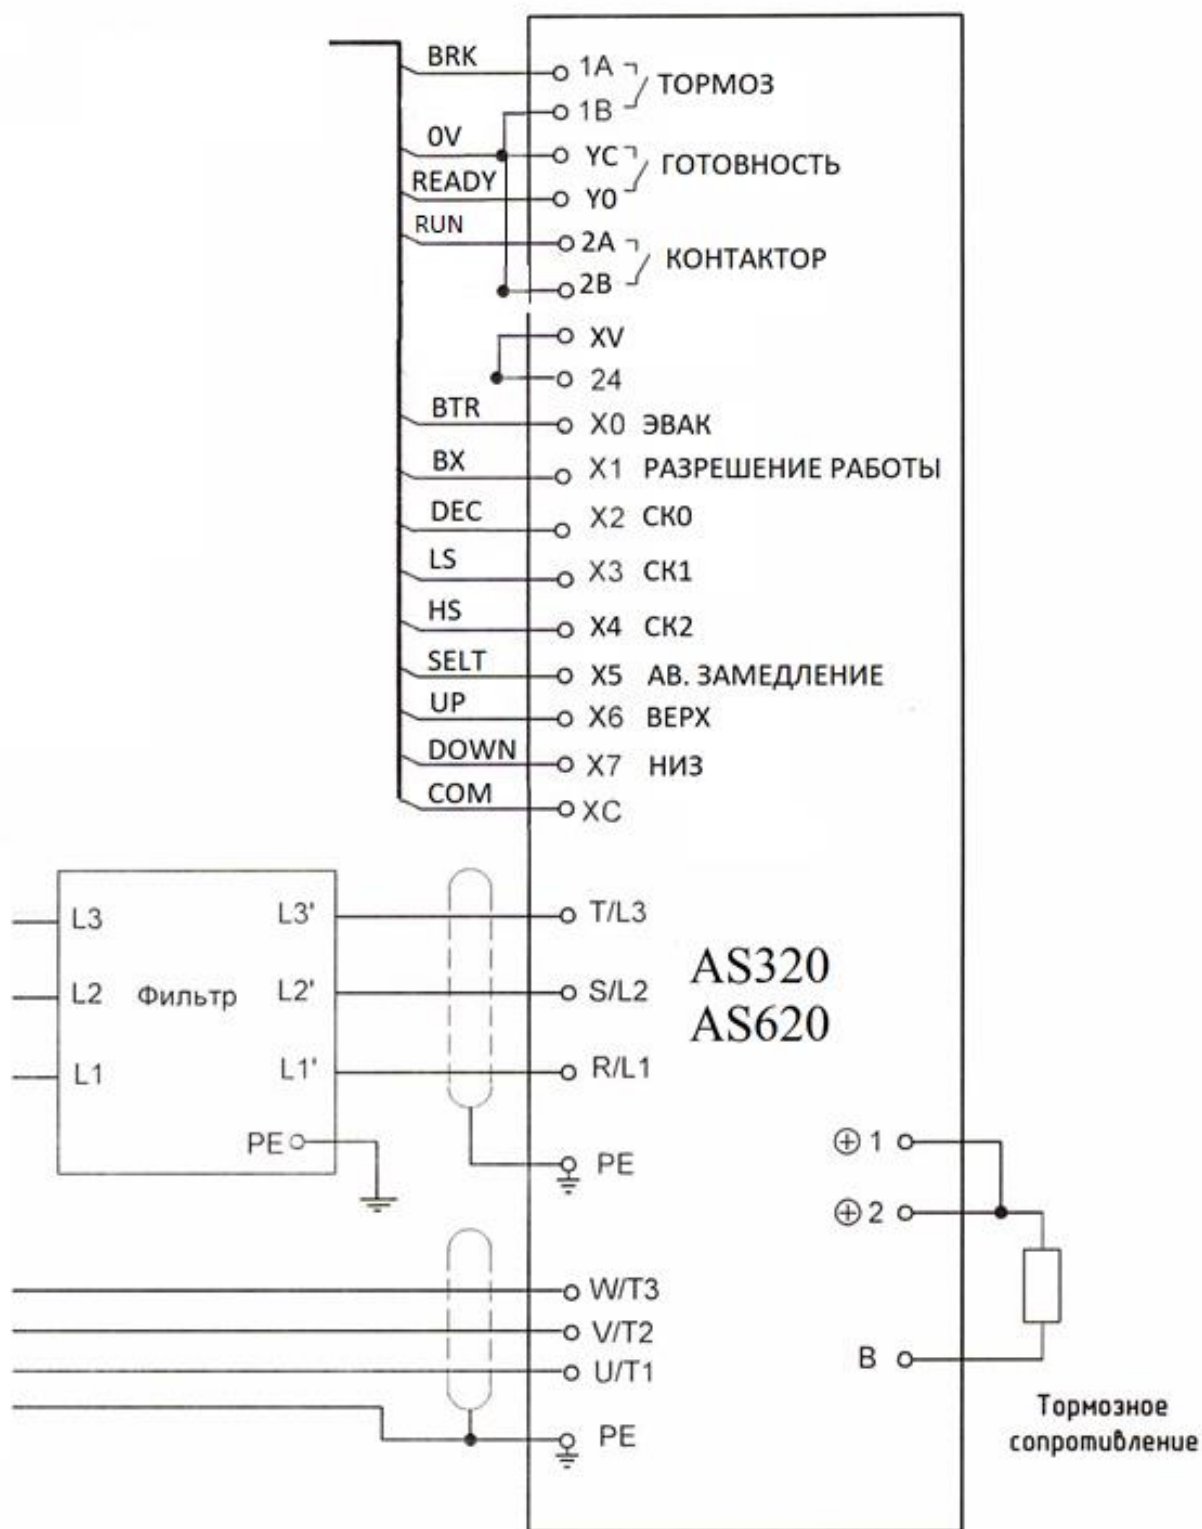 BRK 1A ТОРМОЗ
1B
0V YC ГОТОВНОСТЬ
READY Y0
RUN 2A КОНТАКТОР
2B
XV
24
BTR X0 ЭВАК
BX X1 РАЗРЕШЕНИЕ РАБОТЫ
DEC X2 СК0
LS X3 СК1
HS X4 СК2
SELT X5 АВ. ЗАМЕДЛЕНИЕ
UP X6 ВЕРХ
DOWN X7 НИЗ
COM XC
L3 L3' T/L3
L2 Фильтр L2' S/L2
L1 L1' R/L1
PE PE
AS320
AS620
1
2
B
W/T3
V/T2
U/T1
PE
Тормозное
сопротивление